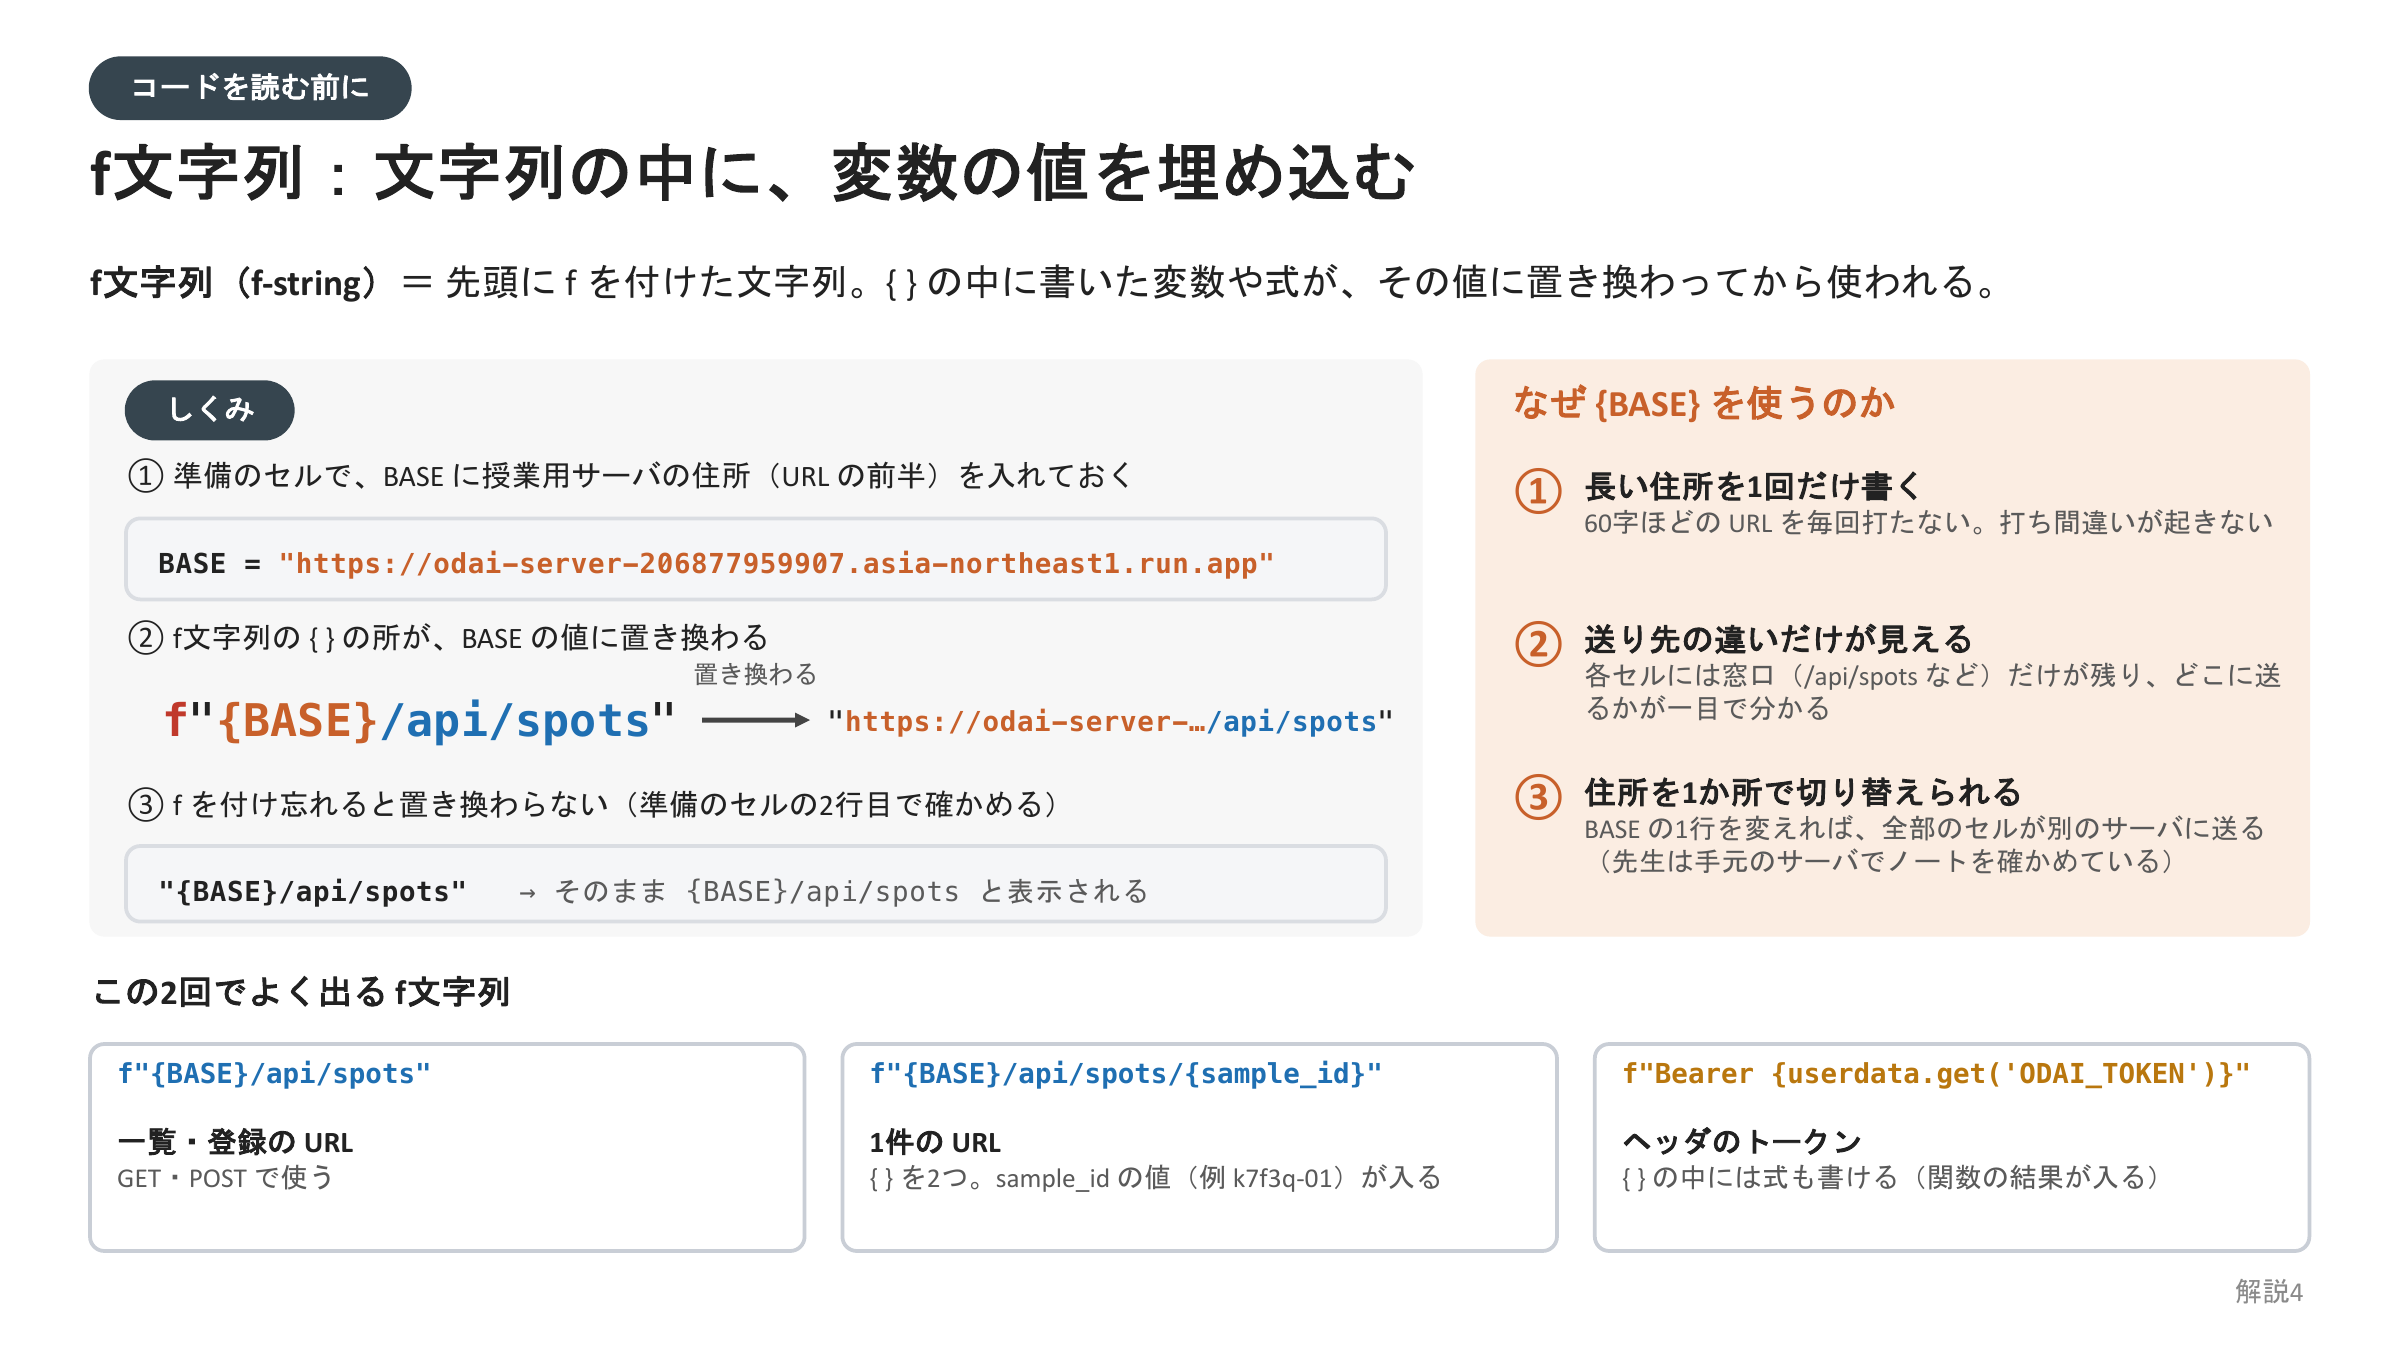 コードを読む前に
f文字列：文字列の中に、変数の値を埋め込む
f文字列（f-string）＝ 先頭に f を付けた文字列。{ } の中に書いた変数や式が、その値に置き換わってから使われる。
しくみ
① 準備のセルで、BASE に授業用サーバの住所（URL の前半）を入れておく
BASE = "https://odai-server-206877959907.asia-northeast1.run.app"
② f文字列の { } の所が、BASE の値に置き換わる
置き換わる
f"{BASE}/api/spots" → "https://odai-server-…/api/spots"
③ f を付け忘れると置き換わらない（準備のセルの2行目で確かめる）
"{BASE}/api/spots" → そのまま {BASE}/api/spots と表示される
なぜ {BASE} を使うのか
① 長い住所を1回だけ書く
60字ほどの URL を毎回打たない。打ち間違いが起きない
② 送り先の違いだけが見える
各セルには窓口（/api/spots など）だけが残り、どこに送
るかが一目で分かる
③ 住所を1か所で切り替えられる
BASE の1行を変えれば、全部のセルが別のサーバに送る
（先生は手元のサーバでノートを確かめている）
この2回でよく出る f文字列
f"{BASE}/api/spots"
一覧・登録の URL
GET・POST で使う
f"{BASE}/api/spots/{sample_id}"
1件の URL
{ } を2つ。sample_id の値（例 k7f3q-01）が入る
f"Bearer {userdata.get('ODAI_TOKEN')}"
ヘッダのトークン
{ } の中には式も書ける（関数の結果が入る）
解説4